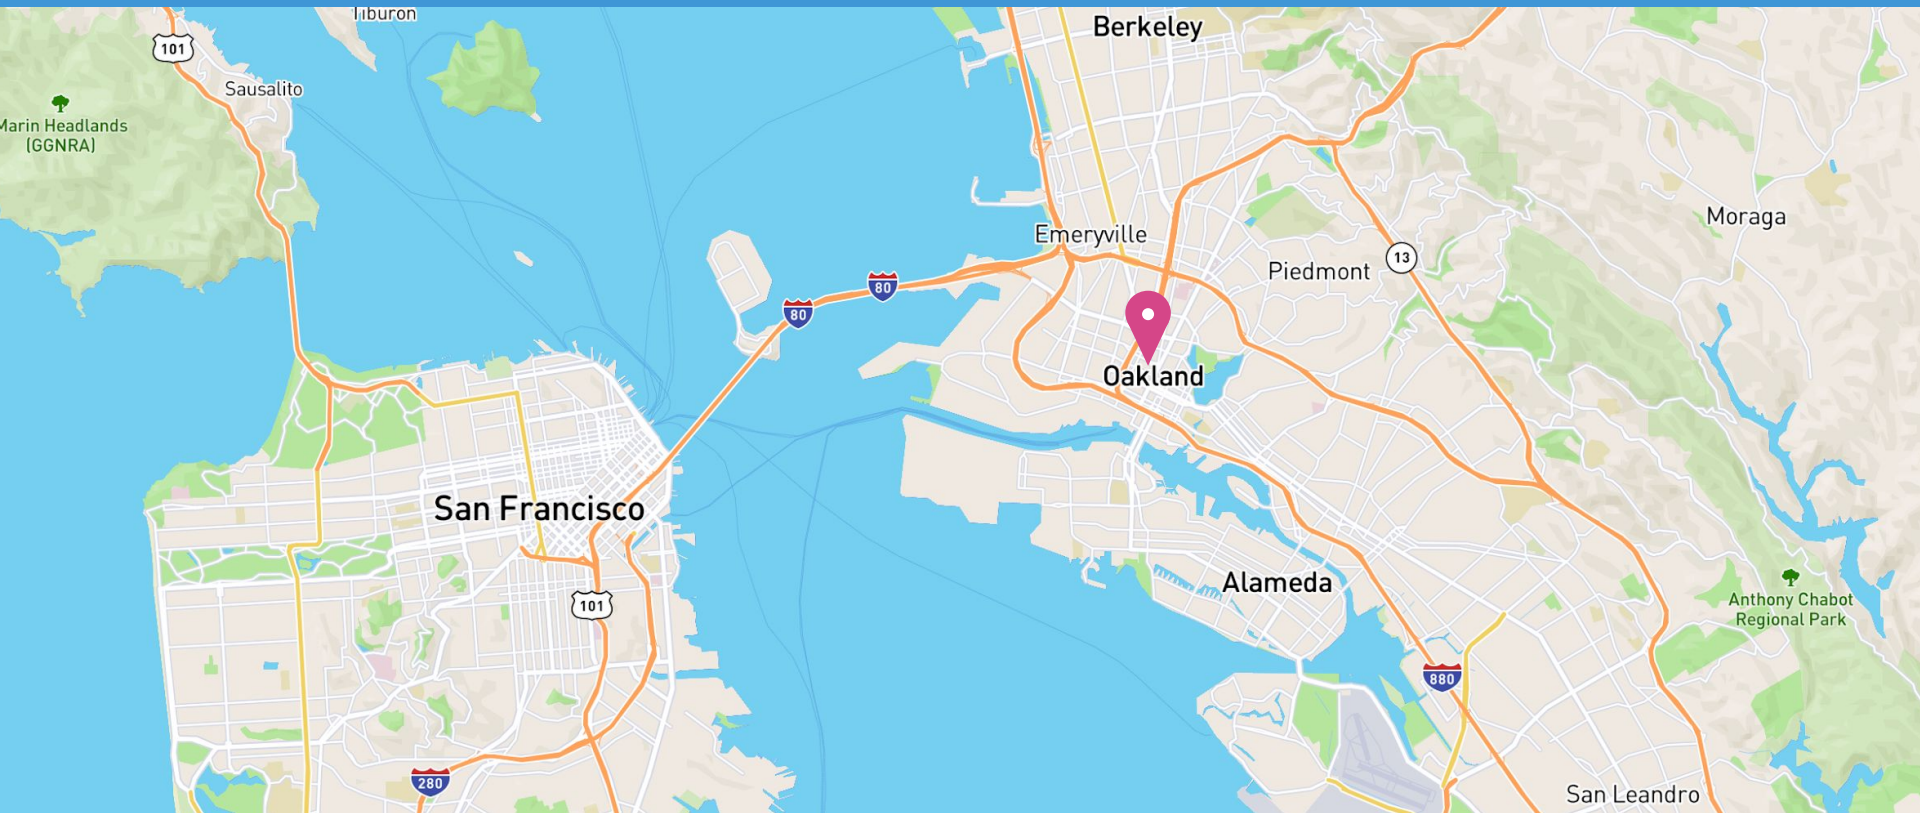 Tiburon
Berkeley
101
Sausalito
Marin Headlands
(GGNRA)
Moraga
Emeryville
13
Piedmont
80
80
Oakland
San Francisco
Alameda
Anthony Chabot
Regional Park
101
880
280
San Leandro